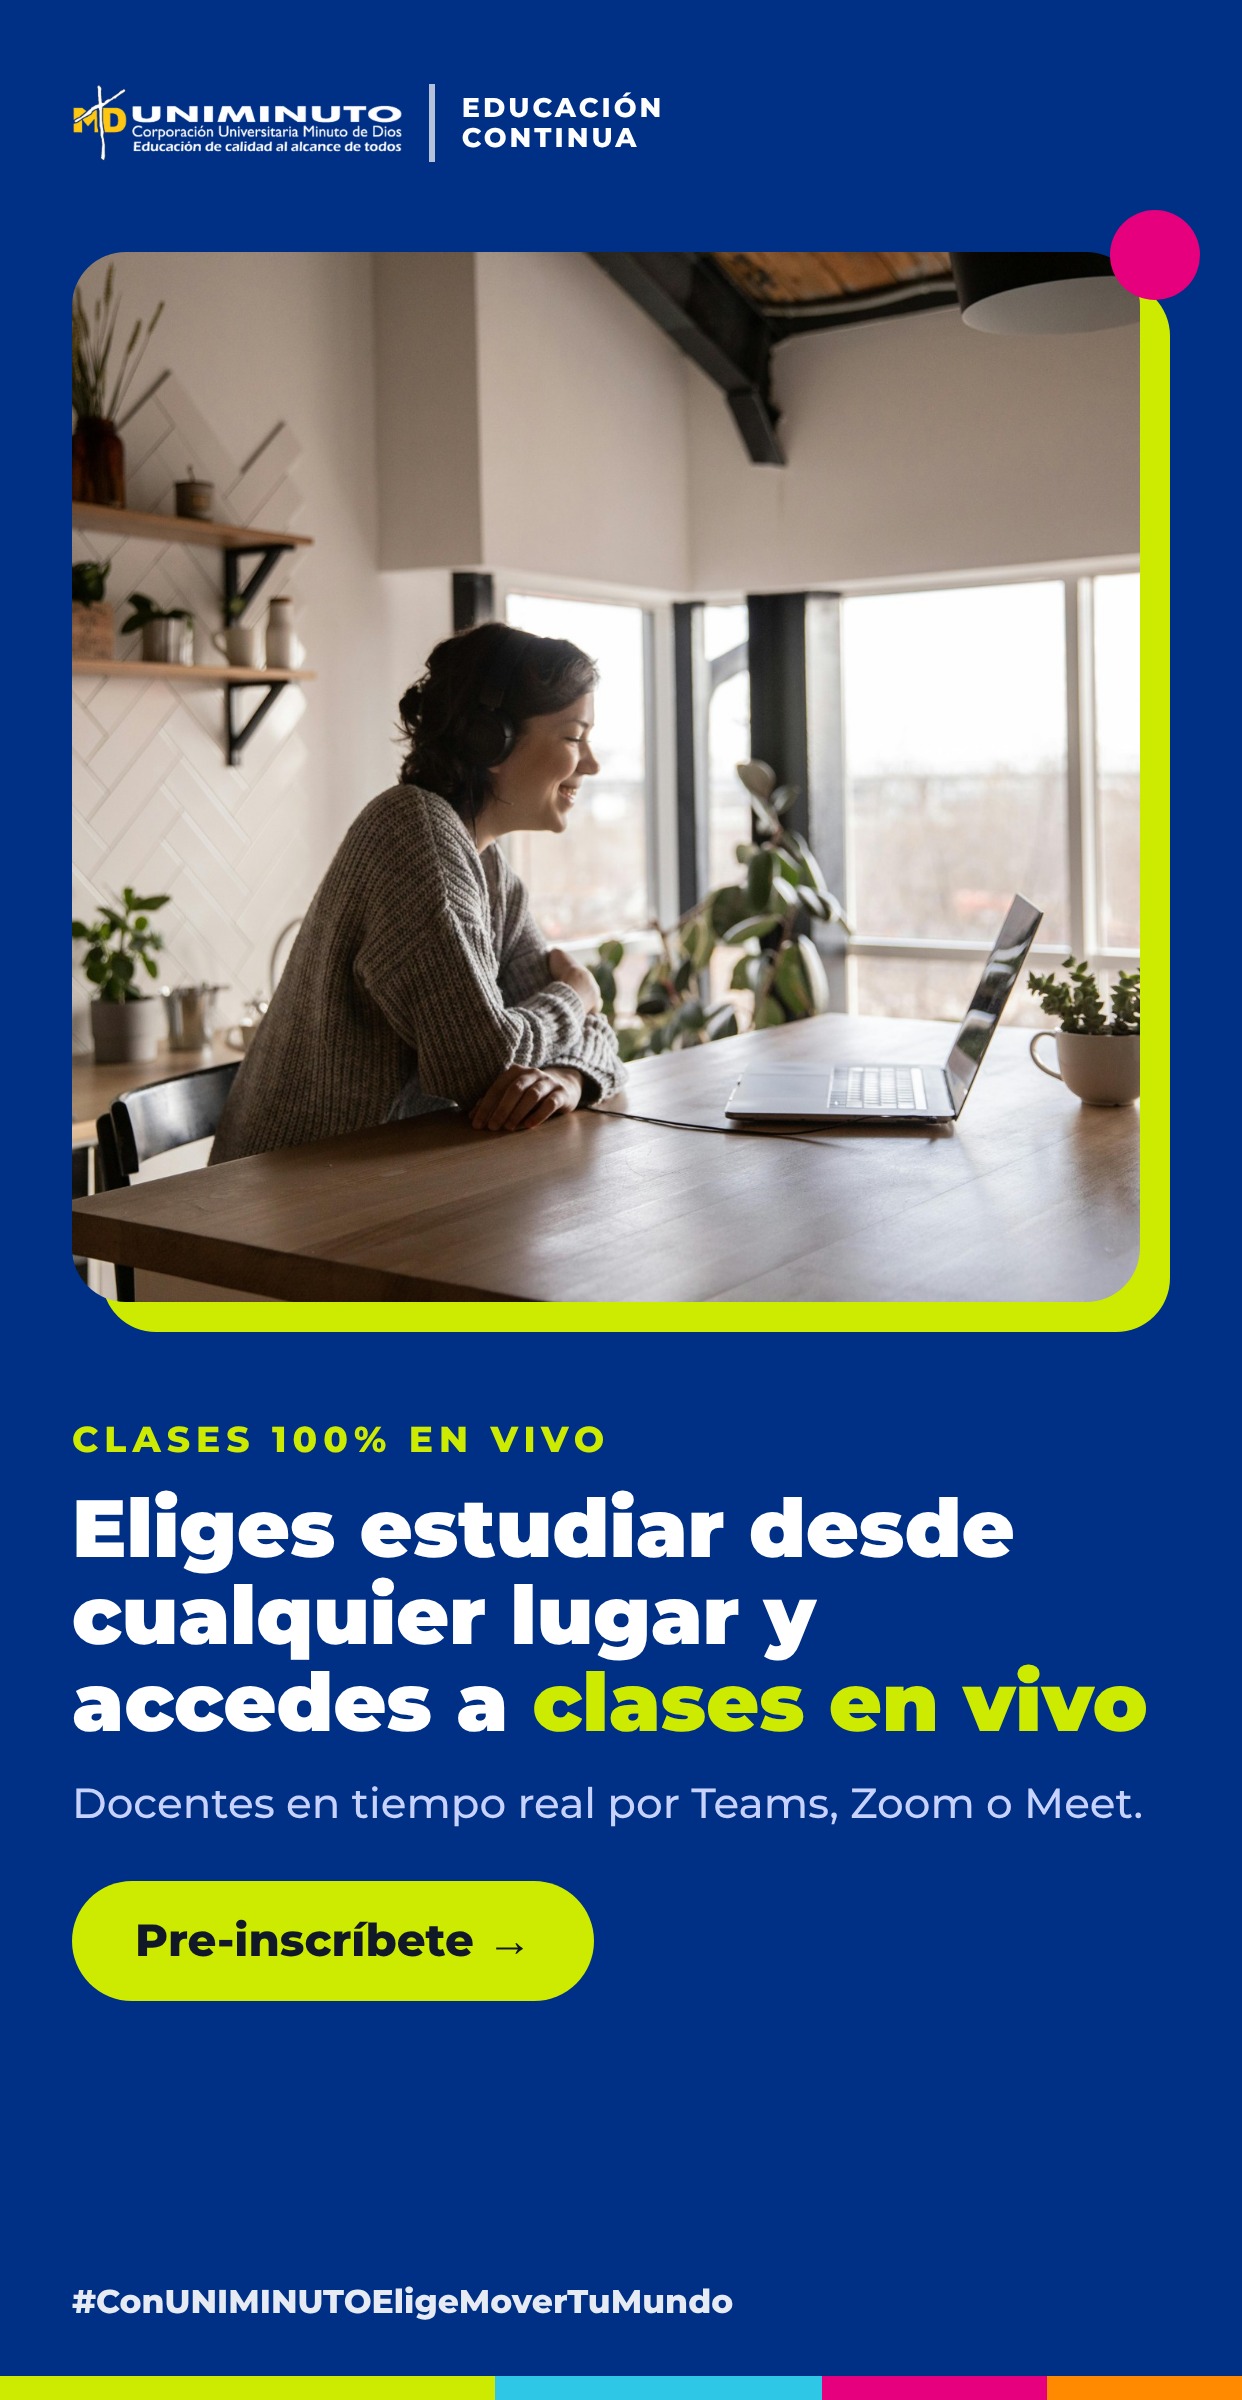 MD UNIMINUTO
Corporación Universitaria Minuto de Dios
Educación de calidad al alcance de todos
EDUCACIÓN
CONTINUA
CLASES 100% EN VIVO
Eliges estudiar desde
cualquier lugar y
accedes a clases en vivo
Docentes en tiempo real por Teams, Zoom o Meet.
Pre-inscríbete →
#ConUNIMINUTOEligeMoverTuMundo